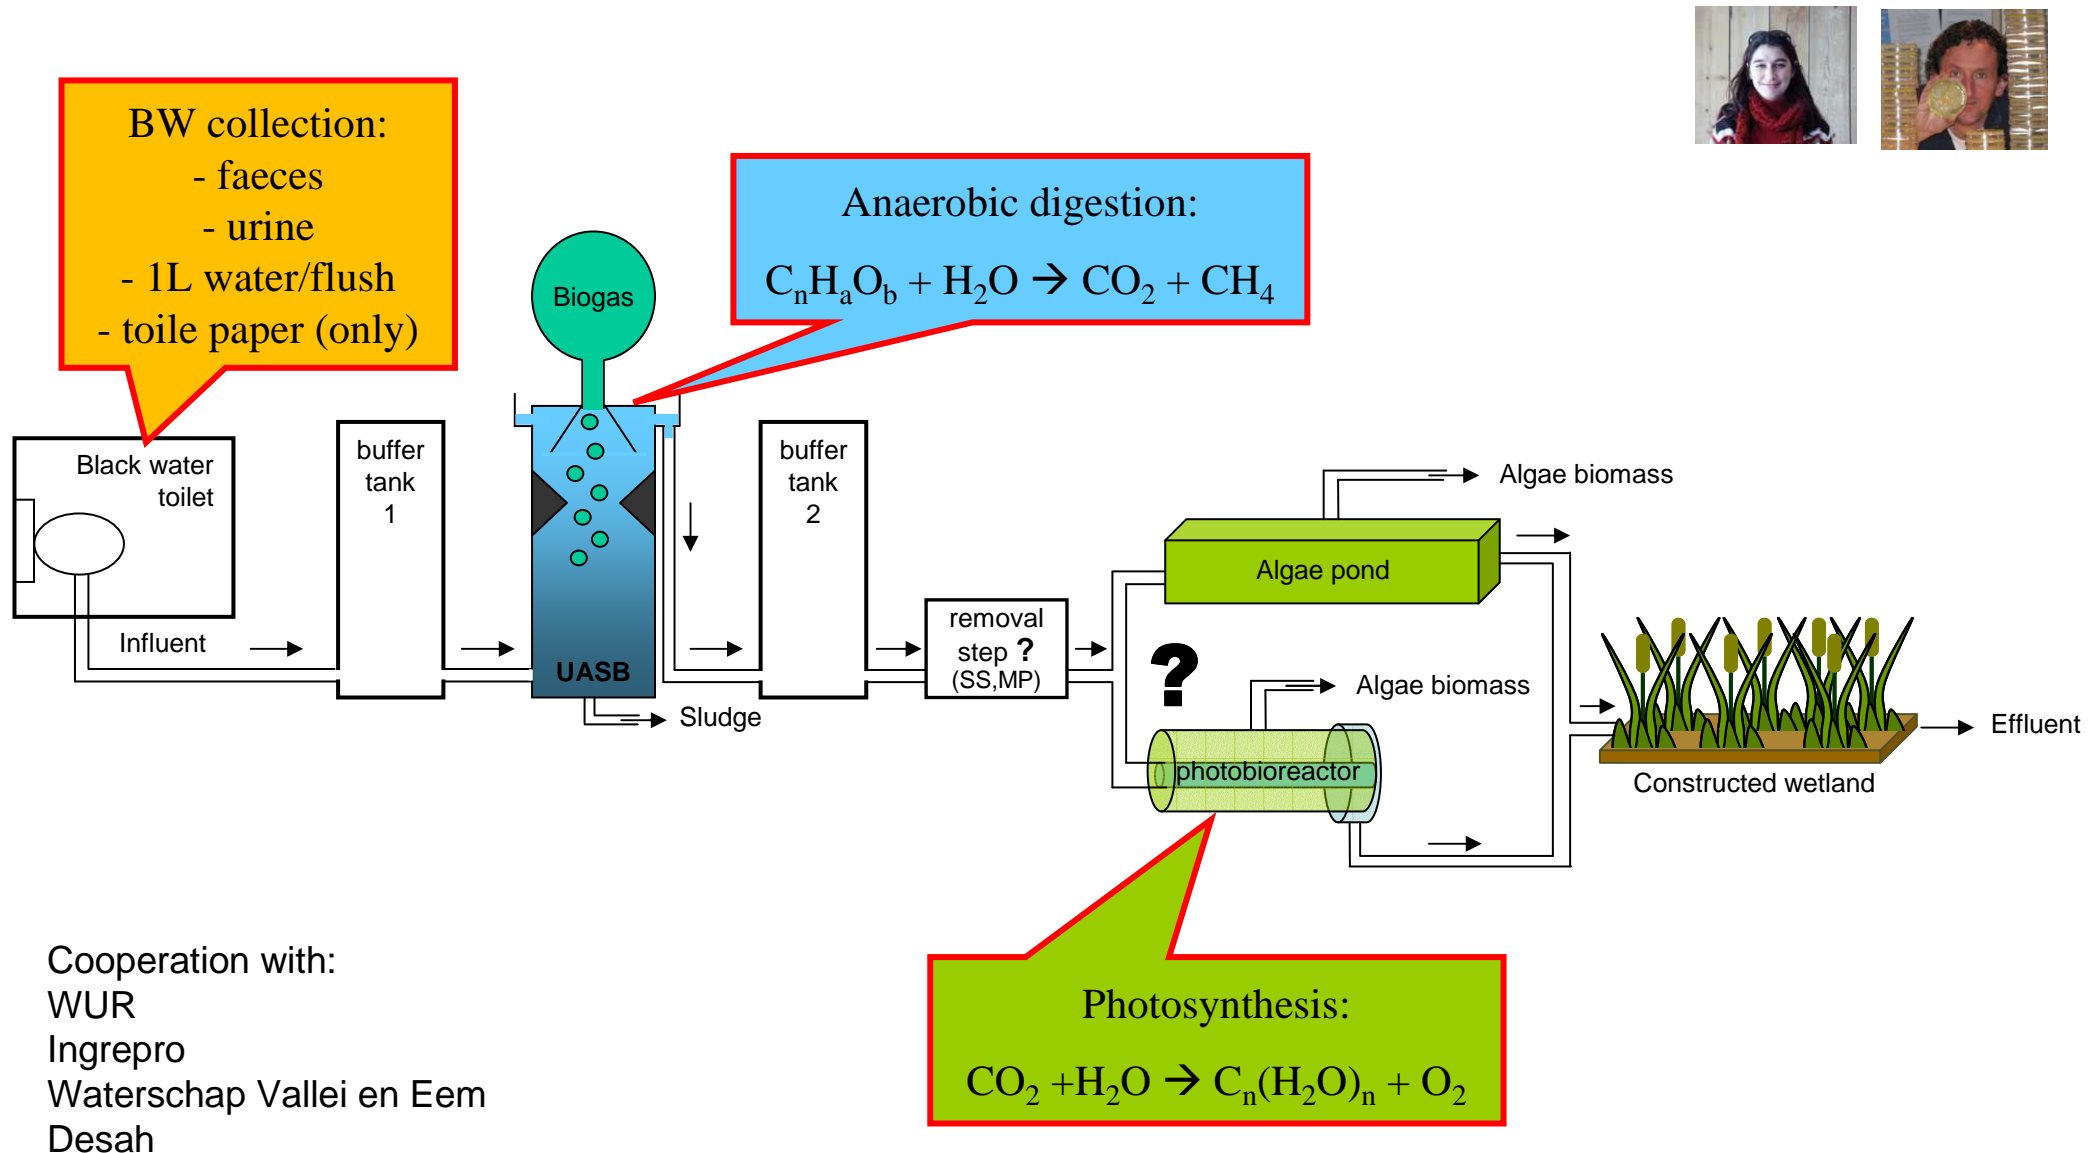 BW collection:
- faeces
- urine
- 1L water/flush
- toile paper (only)
Anaerobic digestion:
CₙHₐO_b + H₂O → CO₂ + CH₄
Biogas
Black water
toilet
buffer
tank
1
UASB
buffer
tank
2
Influent
Sludge
removal
step ?
(SS,MP)
?
Algae biomass
Algae pond
Algae biomass
photobioreactor
Effluent
Constructed wetland
Photosynthesis:
CO₂ +H₂O → Cₙ(H₂O)ₙ + O₂
Cooperation with:
WUR
Ingrepro
Waterschap Vallei en Eem
Desah